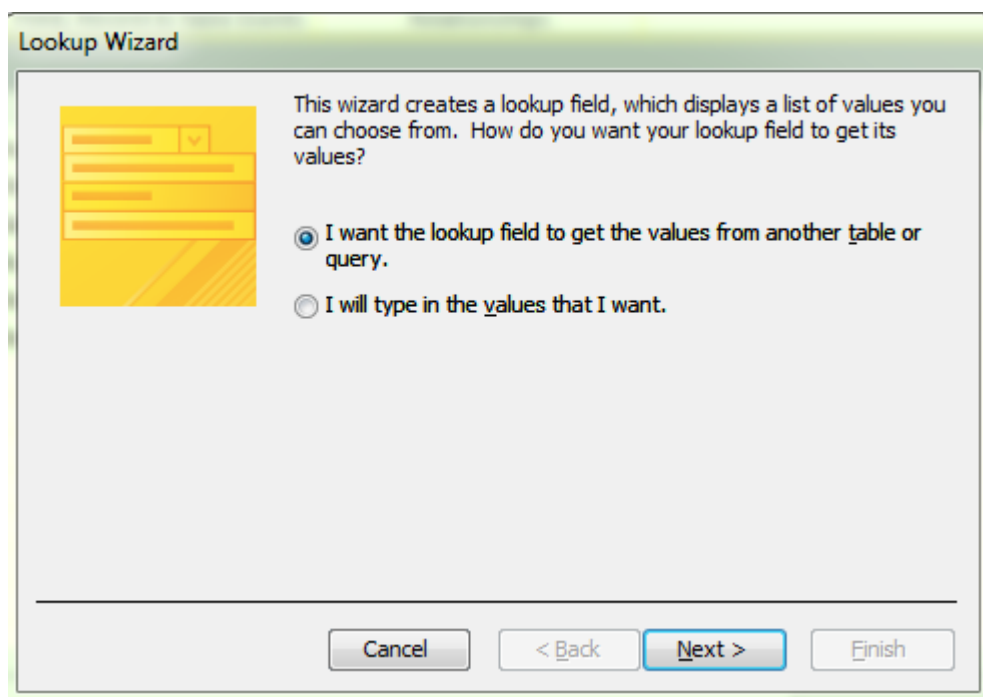 Lookup Wizard
This wizard creates a lookup field, which displays a list of values you
can choose from. How do you want your lookup field to get its
values?
I want the lookup field to get the values from another table or
query.
I will type in the values that I want.
Cancel
< Back
Next >
Finish